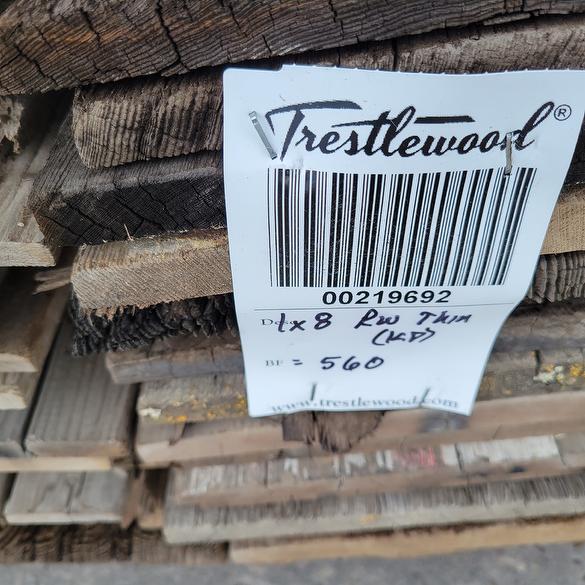 Trestlewood®
00219692
Desc 1x8 RW Thin
(KD)
BF = 560
www.trestlewood.com